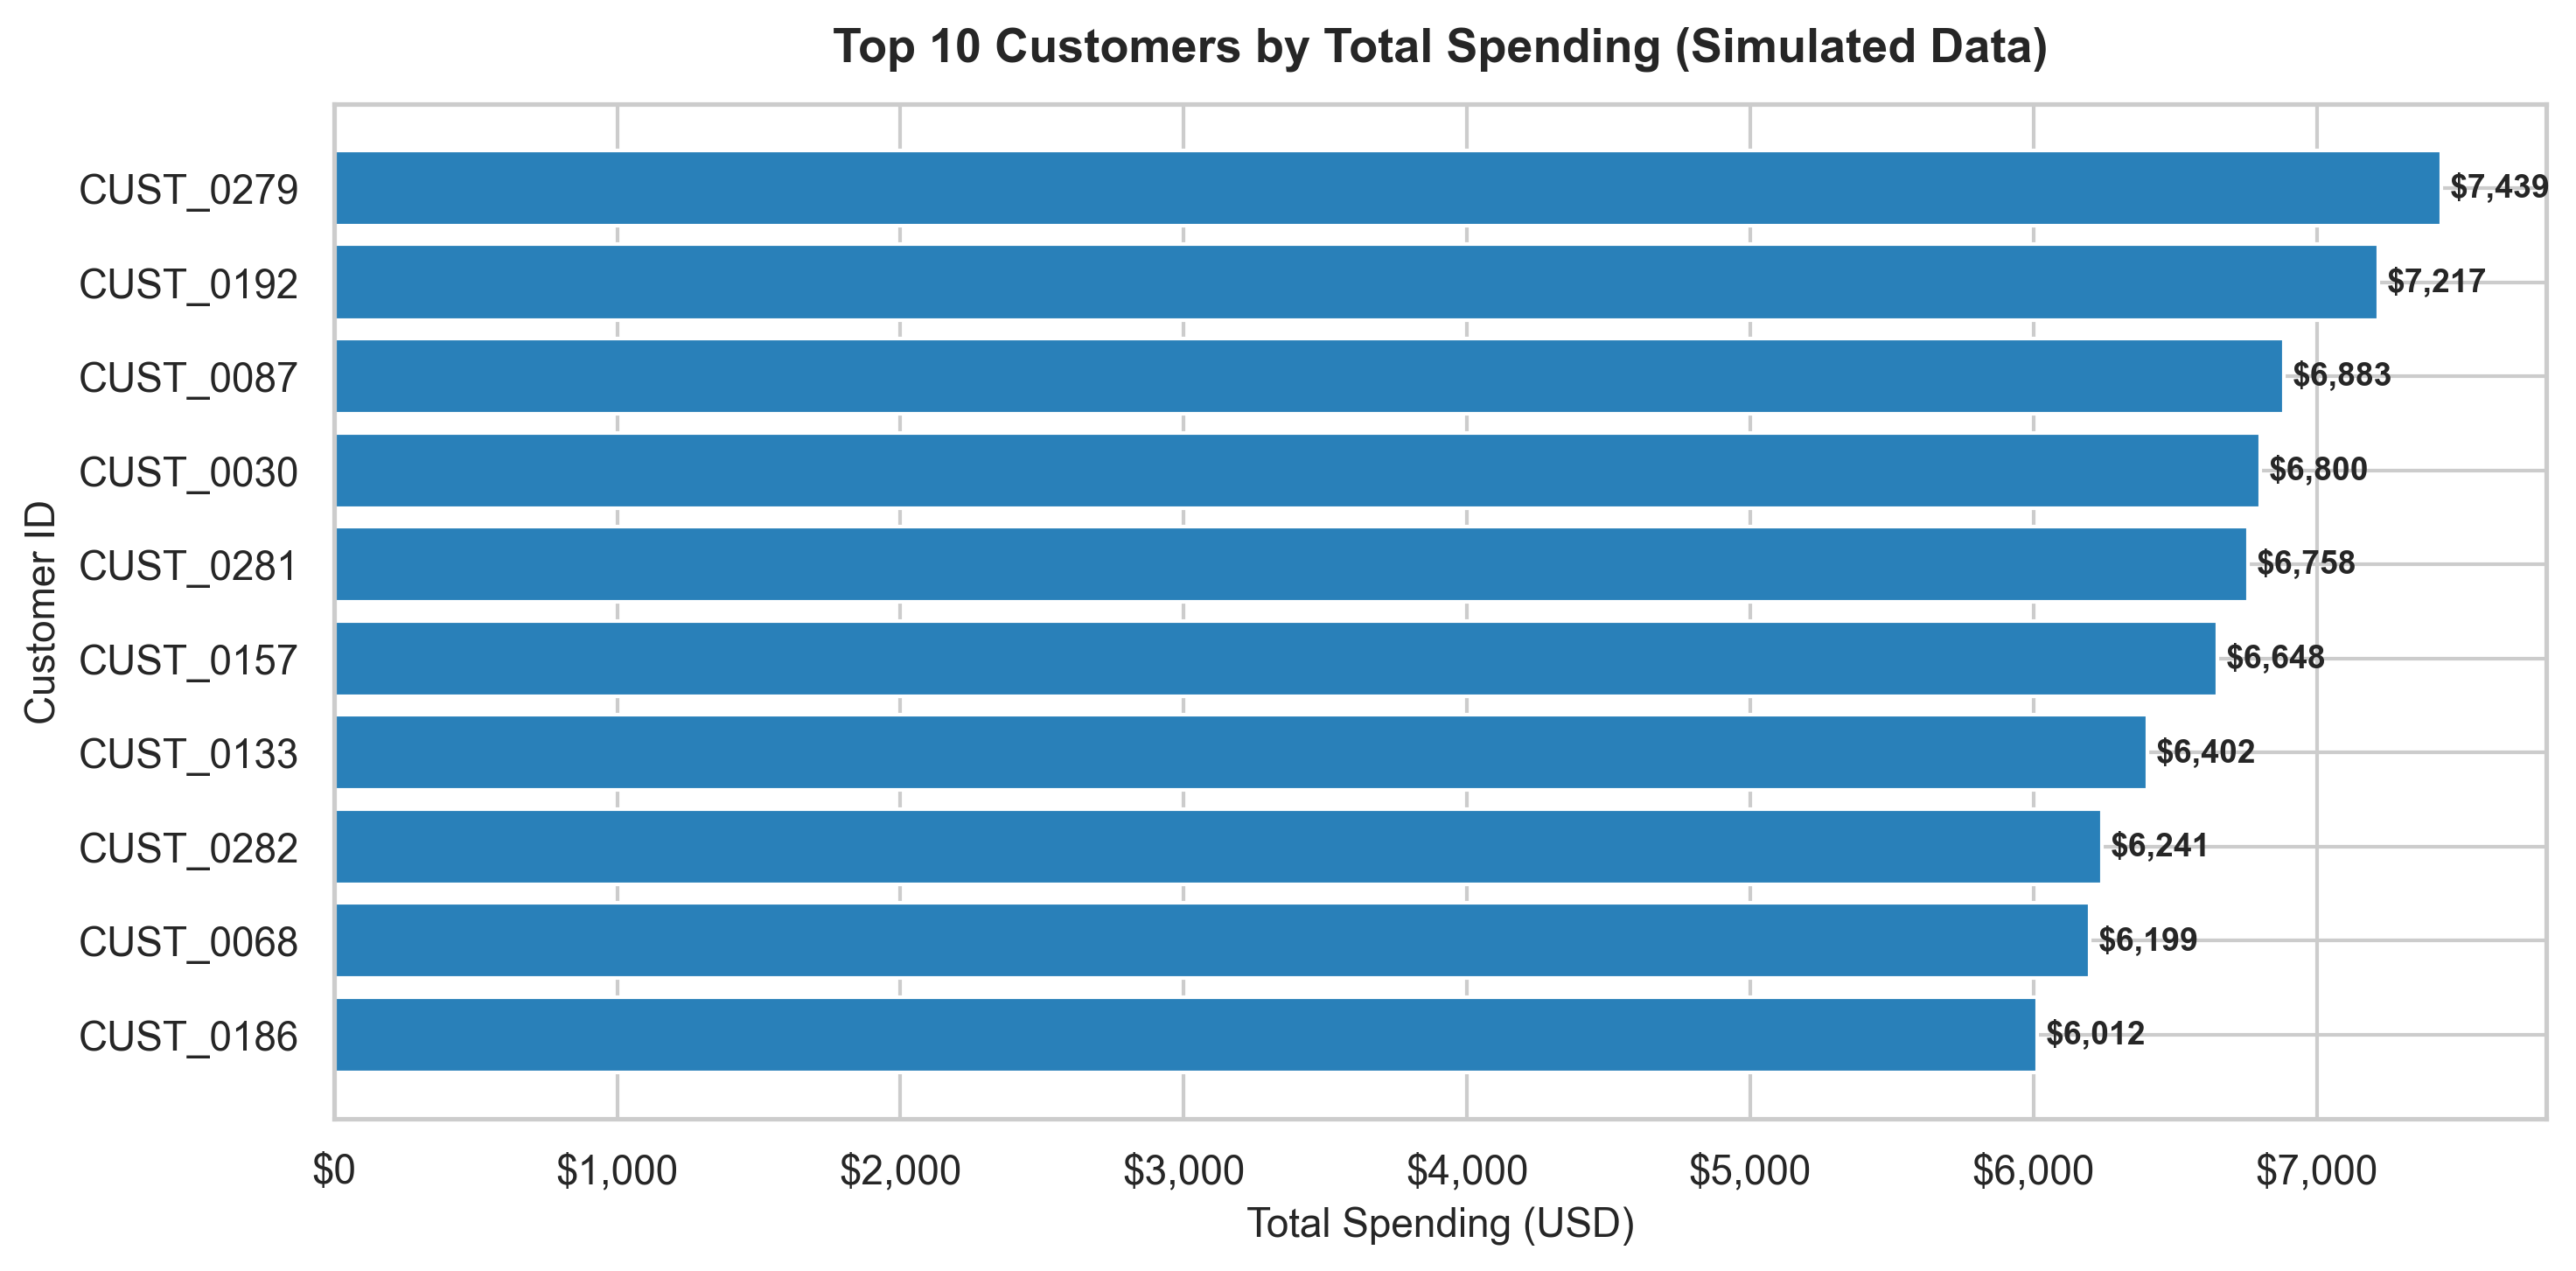 Top 10 Customers by Total Spending (Simulated Data)
Customer ID
CUST_0279 $7,439
CUST_0192 $7,217
CUST_0087 $6,883
CUST_0030 $6,800
CUST_0281 $6,758
CUST_0157 $6,648
CUST_0133 $6,402
CUST_0282 $6,241
CUST_0068 $6,199
CUST_0186 $6,012
$0 $1,000 $2,000 $3,000 $4,000 $5,000 $6,000 $7,000
Total Spending (USD)